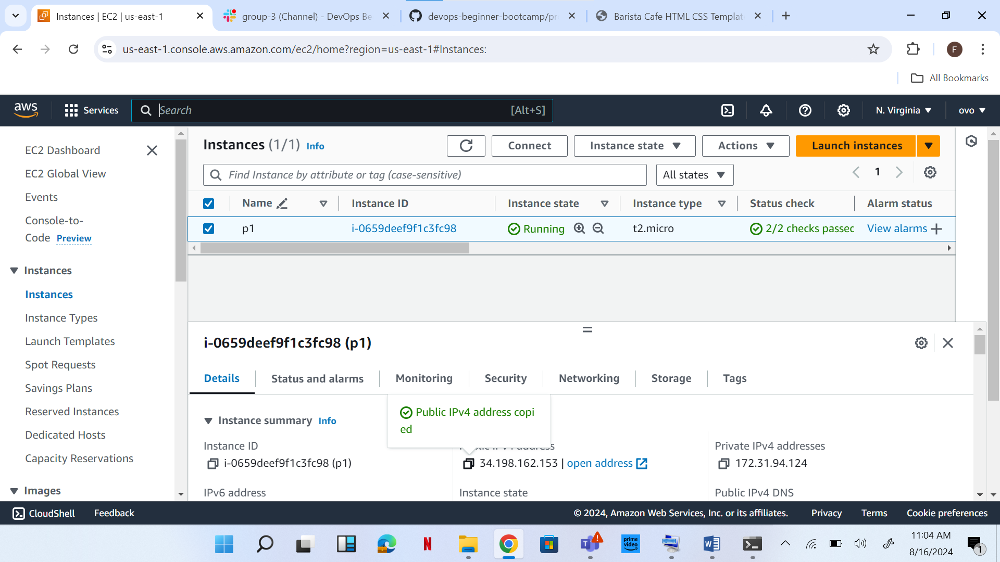 Instances | EC2 | us-east-1
group-3 (Channel) - DevOps Be
devops-beginner-bootcamp/pr
Barista Cafe HTML CSS Templat
us-east-1.console.aws.amazon.com/ec2/home?region=us-east-1#Instances:
F
All Bookmarks
aws
Services
Search
[Alt+S]
N. Virginia
ovo
EC2 Dashboard
EC2 Global View
Events
Console-to-
Code Preview
Instances
Instances
Instance Types
Launch Templates
Spot Requests
Savings Plans
Reserved Instances
Dedicated Hosts
Capacity Reservations
Images
Instances (1/1) Info
Connect
Instance state
Actions
Launch instances
Find Instance by attribute or tag (case-sensitive)
All states
1
Name
Instance ID
Instance state
Instance type
Status check
Alarm status
p1
i-0659deef9f1c3fc98
Running
t2.micro
2/2 checks passed
View alarms
i-0659deef9f1c3fc98 (p1)
Details
Status and alarms
Monitoring
Security
Networking
Storage
Tags
Instance summary Info
Public IPv4 address copi
ed
Instance ID
i-0659deef9f1c3fc98 (p1)
Public IPv4 address
34.198.162.153 | open address
Private IPv4 addresses
172.31.94.124
IPv6 address
Instance state
Public IPv4 DNS
CloudShell
Feedback
© 2024, Amazon Web Services, Inc. or its affiliates.
Privacy
Terms
Cookie preferences
N
T
prime
video
W
11:04 AM
8/16/2024
1